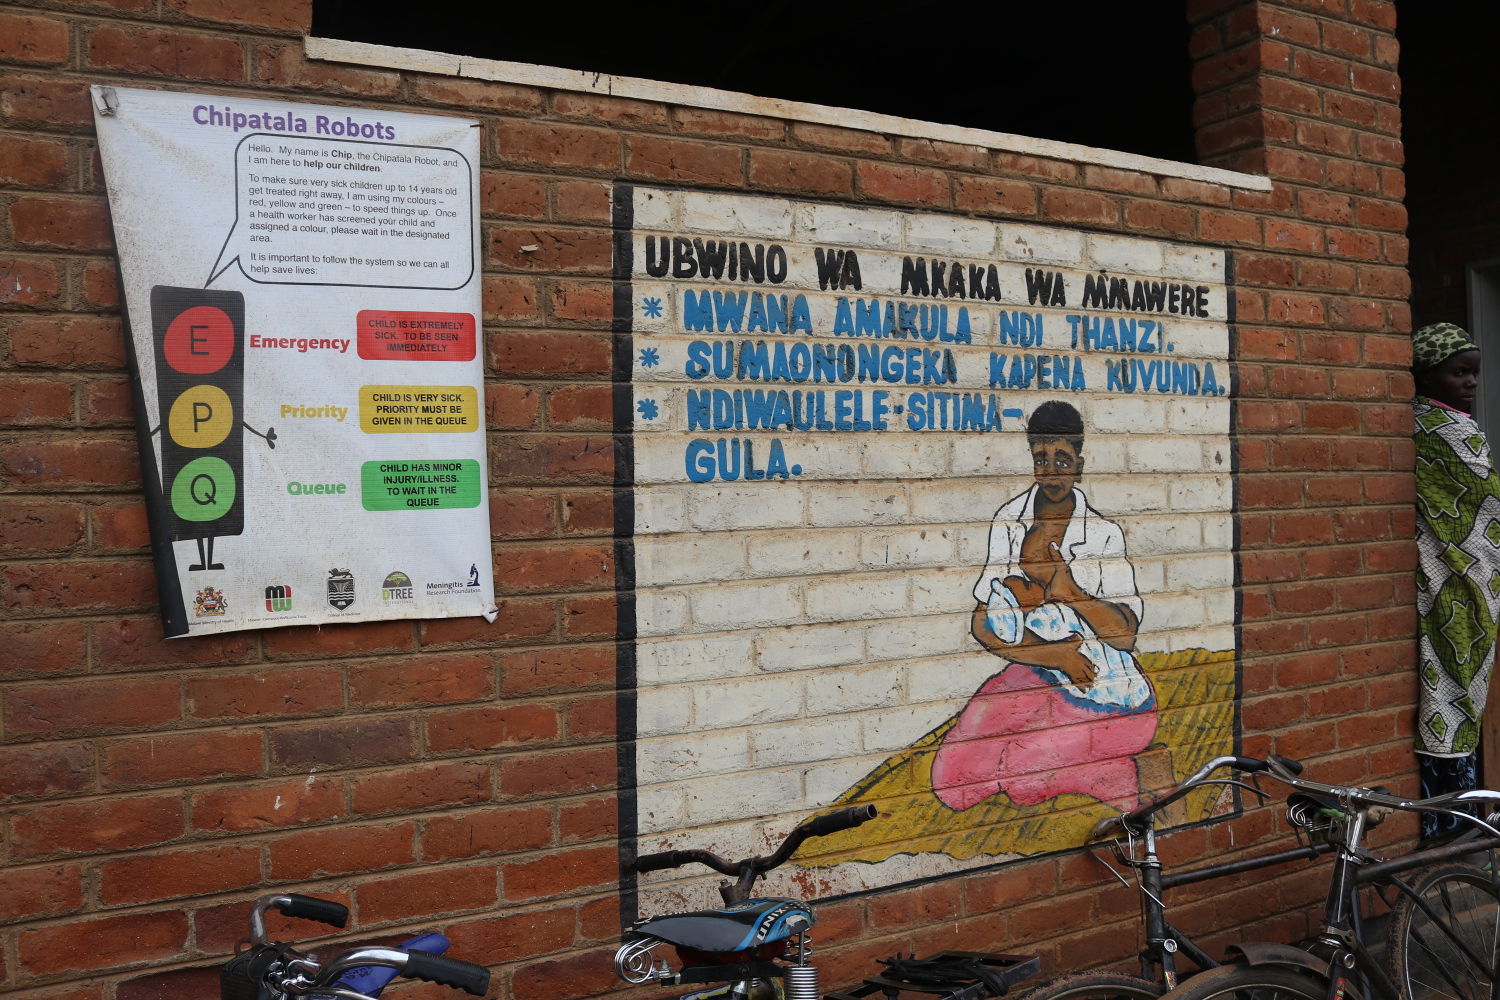 Chipatala Robots
Hello. My name is Chip, the Chipatala Robot, and
I am here to help our children.
To make sure very sick children up to 14 years old
get treated right away, I am using my colours –
red, yellow and green – to speed things up. Once
a health worker has screened your child and
assigned a colour, please wait in the designated
area.
It is important to follow the system so we can all
help save lives:
E
Emergency
CHILD IS EXTREMELY
SICK. TO BE SEEN
IMMEDIATELY
P
Priority
CHILD IS VERY SICK.
PRIORITY MUST BE
GIVEN IN THE QUEUE
Q
Queue
CHILD HAS MINOR
INJURY/ILLNESS.
TO WAIT IN THE
QUEUE
DTREE
Meningitis
Research Foundation
UBWINO WA MKAKA WA M'MAWERE
* MWANA AMAKULA NDI THANZI.
* SUMAONONGEKA KAPENA KUVUNDA.
* NDIWAULELE-SITIMA-
GULA.
UNIX